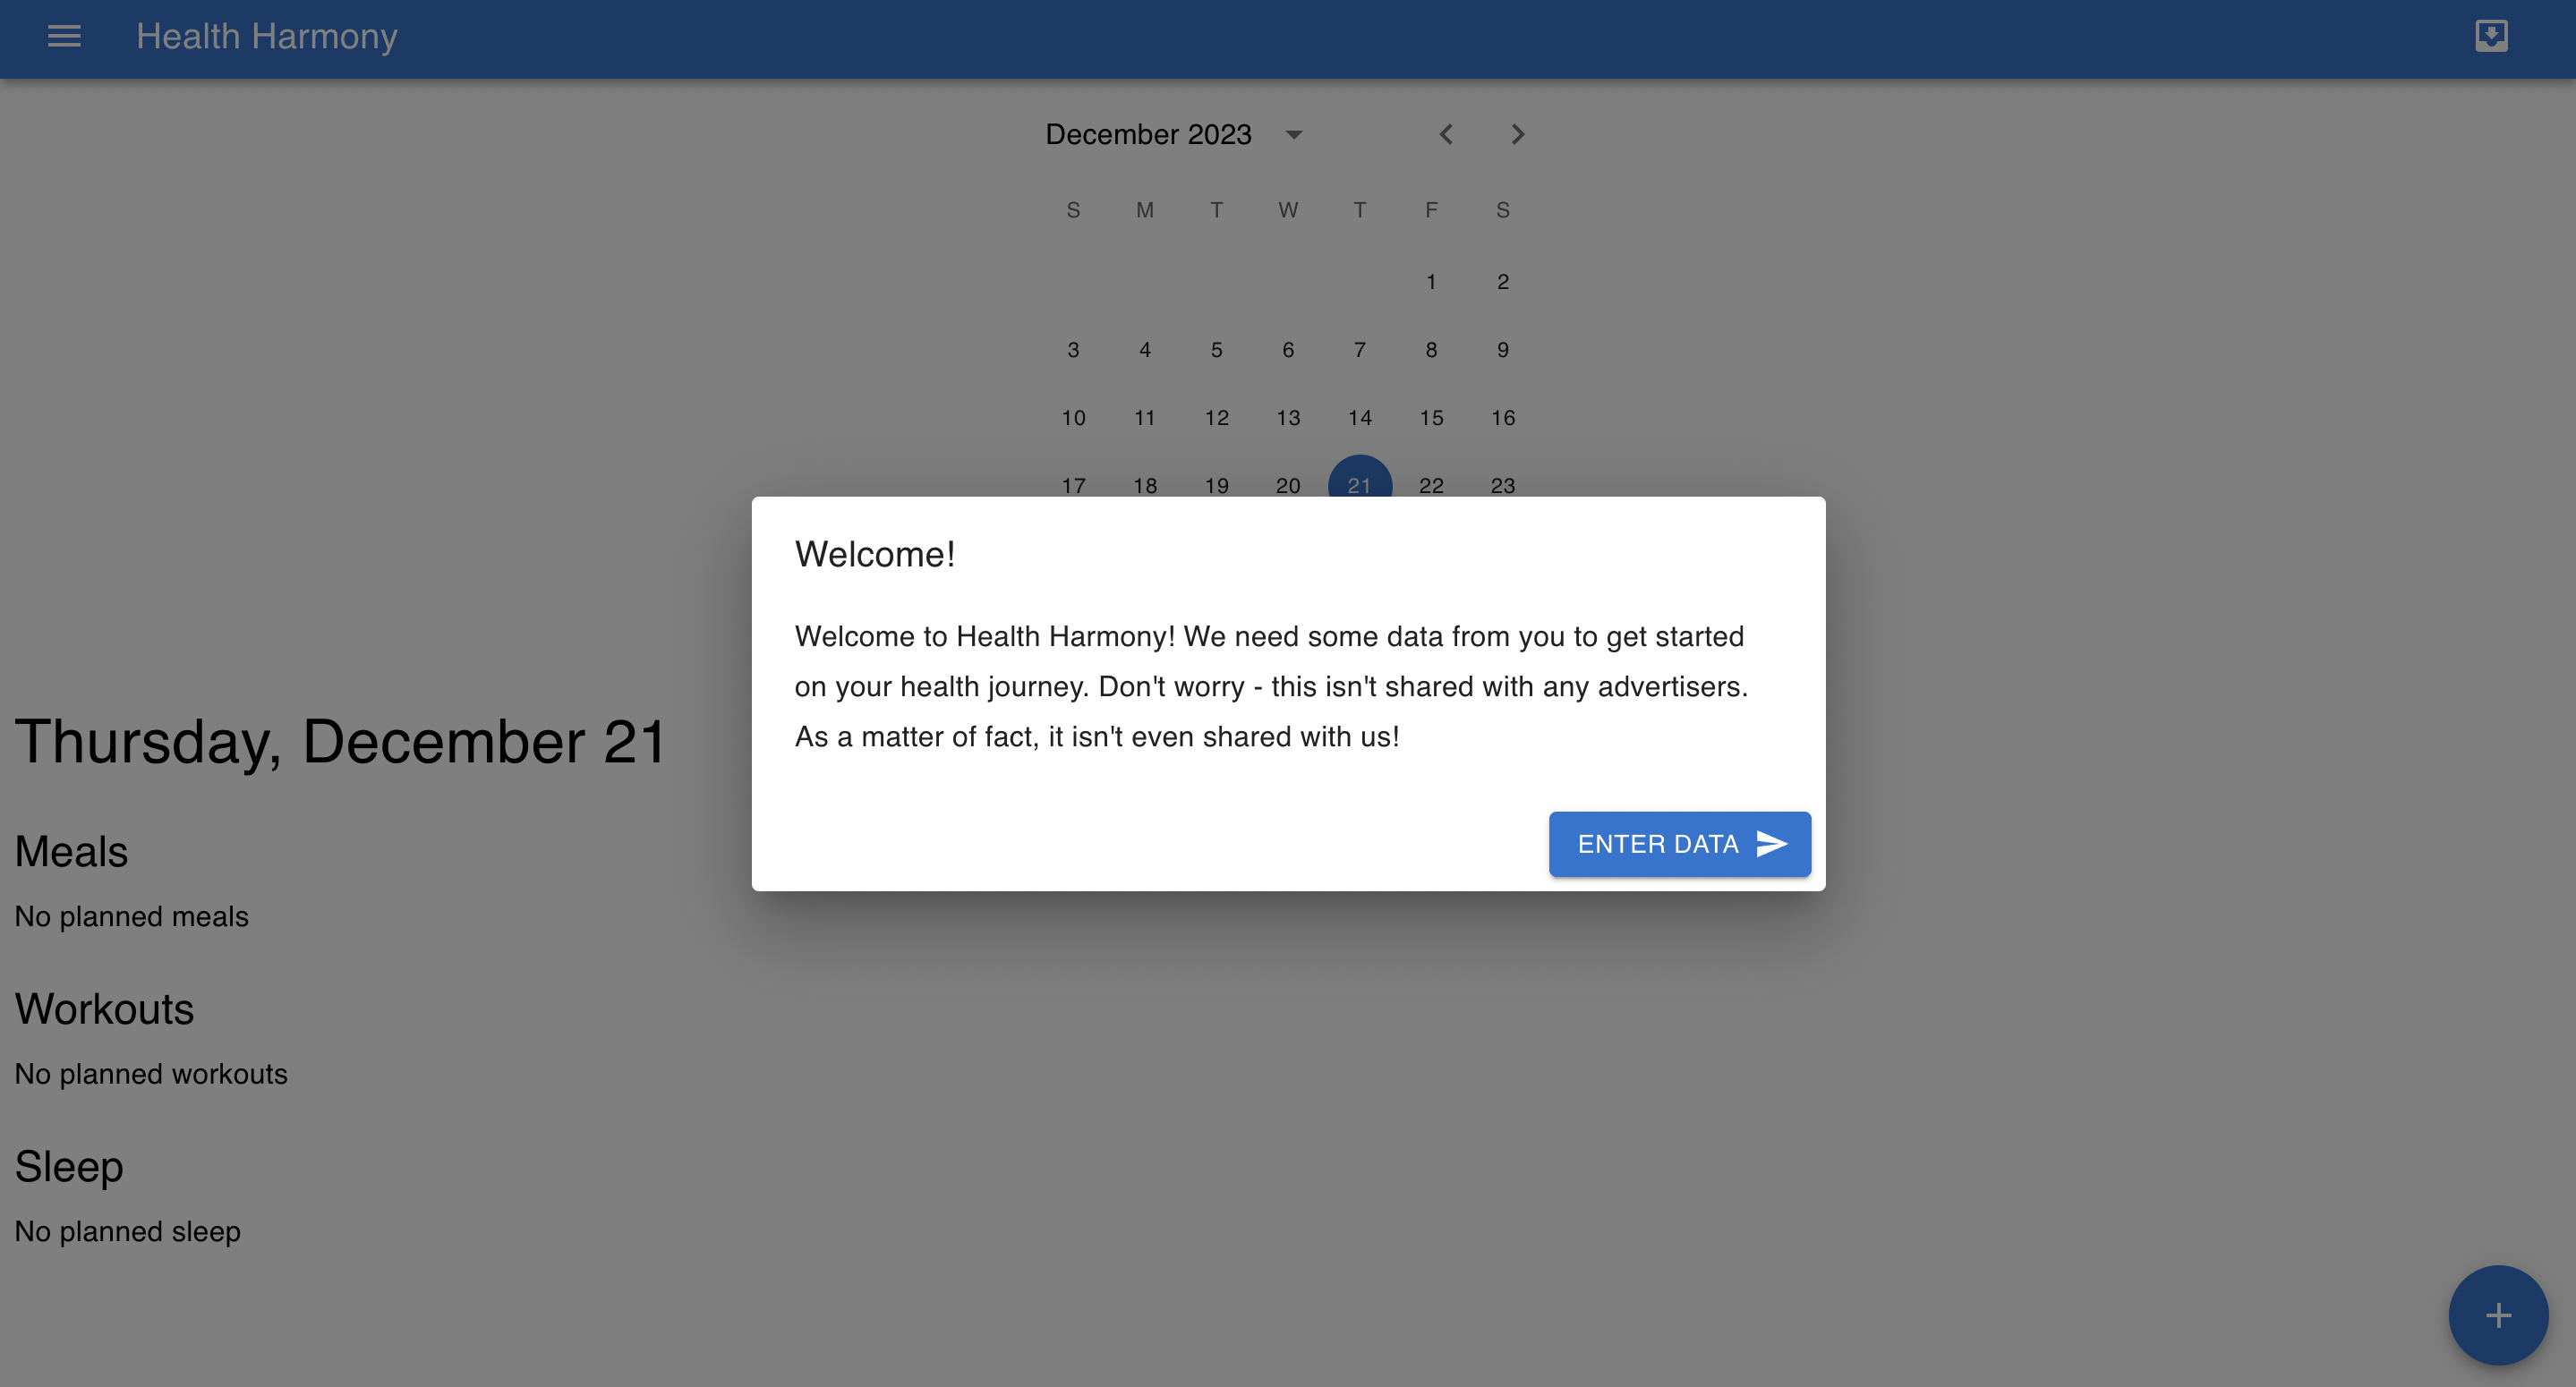 Health Harmony
December 2023
S M T W T F S
1 2
3 4 5 6 7 8 9
10 11 12 13 14 15 16
17 18 19 20 21 22 23
Welcome!
Welcome to Health Harmony! We need some data from you to get started
on your health journey. Don't worry - this isn't shared with any advertisers.
As a matter of fact, it isn't even shared with us!
ENTER DATA
Thursday, December 21
Meals
No planned meals
Workouts
No planned workouts
Sleep
No planned sleep